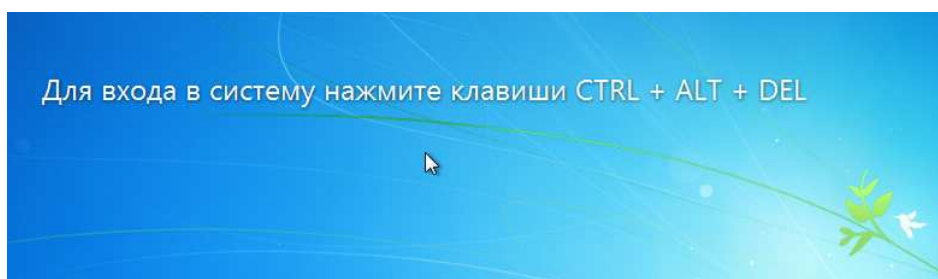 Для входа в систему нажмите клавиши CTRL + ALT + DEL